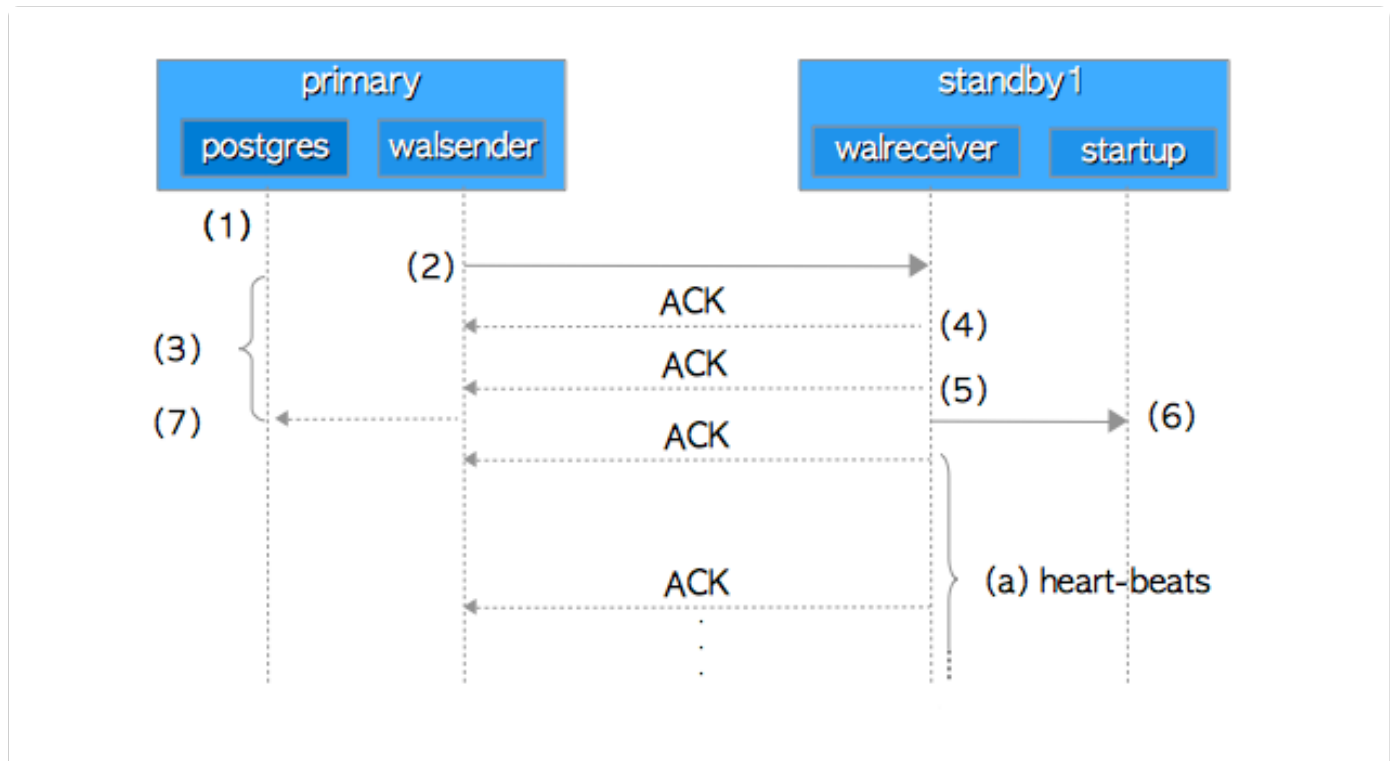 primary
standby1
postgres
walsender
walreceiver
startup
(1)
(2)
ACK
(4)
(3)
ACK
(5)
(7)
(6)
ACK
ACK
(a) heart-beats